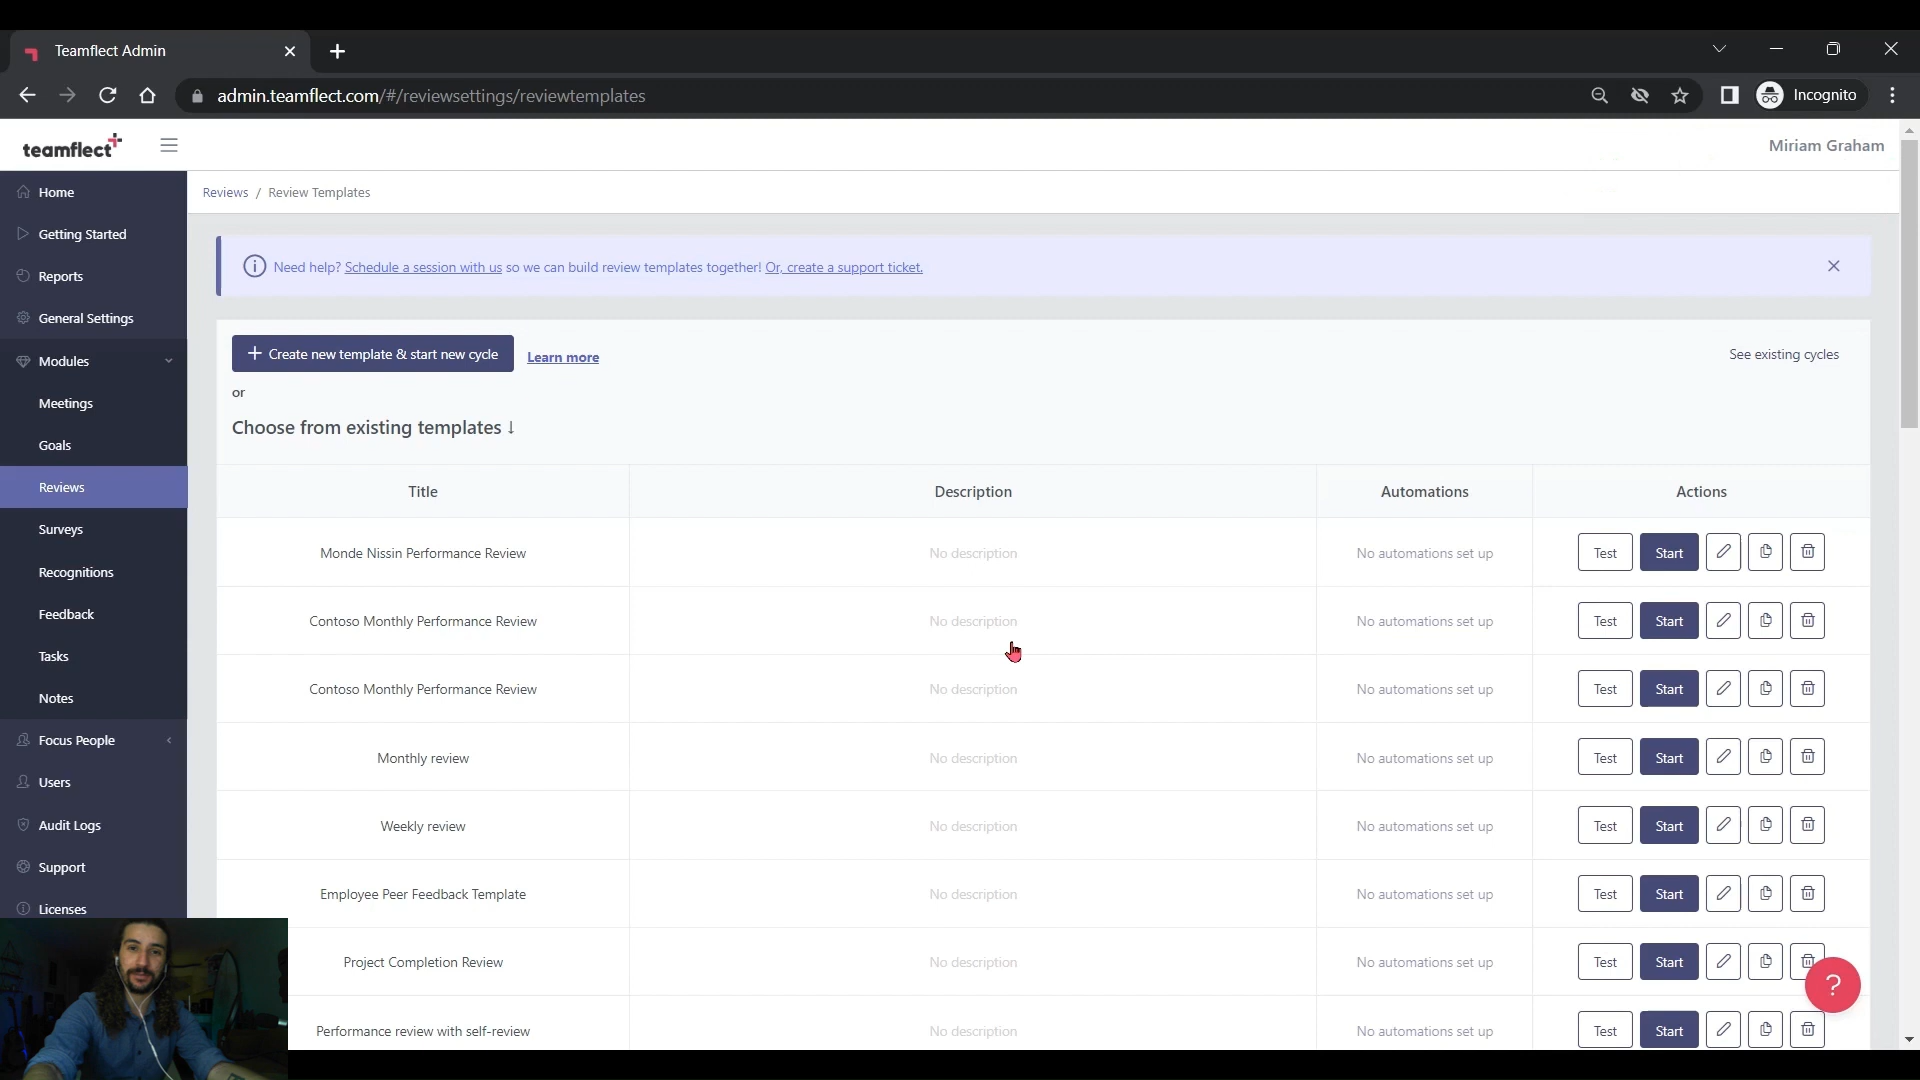 Teamflect Admin
admin.teamflect.com/#/reviewsettings/reviewtemplates
Incognito
teamflect
Miriam Graham
Home
Getting Started
Reports
General Settings
Modules
Meetings
Goals
Reviews
Surveys
Recognitions
Feedback
Tasks
Notes
Focus People
Users
Audit Logs
Support
Licenses
Reviews / Review Templates
Need help? Schedule a session with us so we can build review templates together! Or, create a support ticket.
+ Create new template & start new cycle Learn more See existing cycles
or
Choose from existing templates ↓
Title Description Automations Actions
Monde Nissin Performance Review No description No automations set up Test Start
Contoso Monthly Performance Review No description No automations set up Test Start
Contoso Monthly Performance Review No description No automations set up Test Start
Monthly review No description No automations set up Test Start
Weekly review No description No automations set up Test Start
Employee Peer Feedback Template No description No automations set up Test Start
Project Completion Review No description No automations set up Test Start
?
Performance review with self-review No description No automations set up Test Start